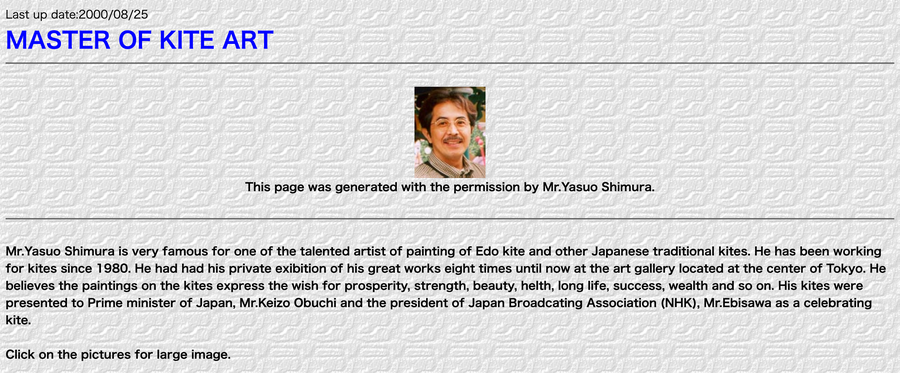 Last up date:2000/08/25
MASTER OF KITE ART
This page was generated with the permission by Mr.Yasuo Shimura.
Mr.Yasuo Shimura is very famous for one of the talented artist of painting of Edo kite and other Japanese traditional kites. He has been working
for kites since 1980. He had had his private exibition of his great works eight times until now at the art gallery located at the center of Tokyo. He
believes the paintings on the kites express the wish for prosperity, strength, beauty, helth, long life, success, wealth and so on. His kites were
presented to Prime minister of Japan, Mr.Keizo Obuchi and the president of Japan Broadcating Association (NHK), Mr.Ebisawa as a celebrating
kite.
Click on the pictures for large image.